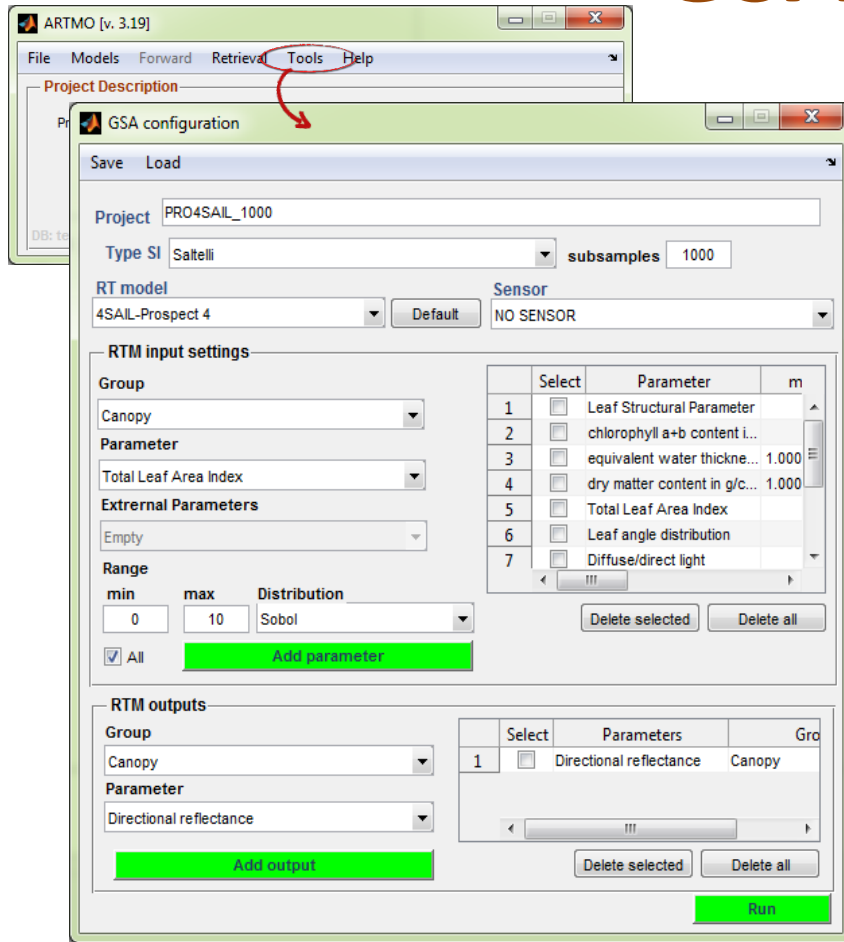 ARTMO [v. 3.19]
File Models Forward Retrieval Tools Help
Project Description
Pr
DB: te
GSA configuration
Save Load
Project PRO4SAIL_1000
Type SI Saltelli subsamples 1000
RT model Sensor
4SAIL-Prospect 4 Default NO SENSOR
RTM input settings
Group
Canopy
Parameter
Total Leaf Area Index
Extrernal Parameters
Empty
Range
min max Distribution
0 10 Sobol
All Add parameter
Select Parameter m
1 Leaf Structural Parameter
2 chlorophyll a+b content i...
3 equivalent water thickne... 1.000
4 dry matter content in g/c... 1.000
5 Total Leaf Area Index
6 Leaf angle distribution
7 Diffuse/direct light
Delete selected Delete all
RTM outputs
Group
Canopy
Parameter
Directional reflectance
Add output
Select Parameters Gro
1 Directional reflectance Canopy
Delete selected Delete all
Run